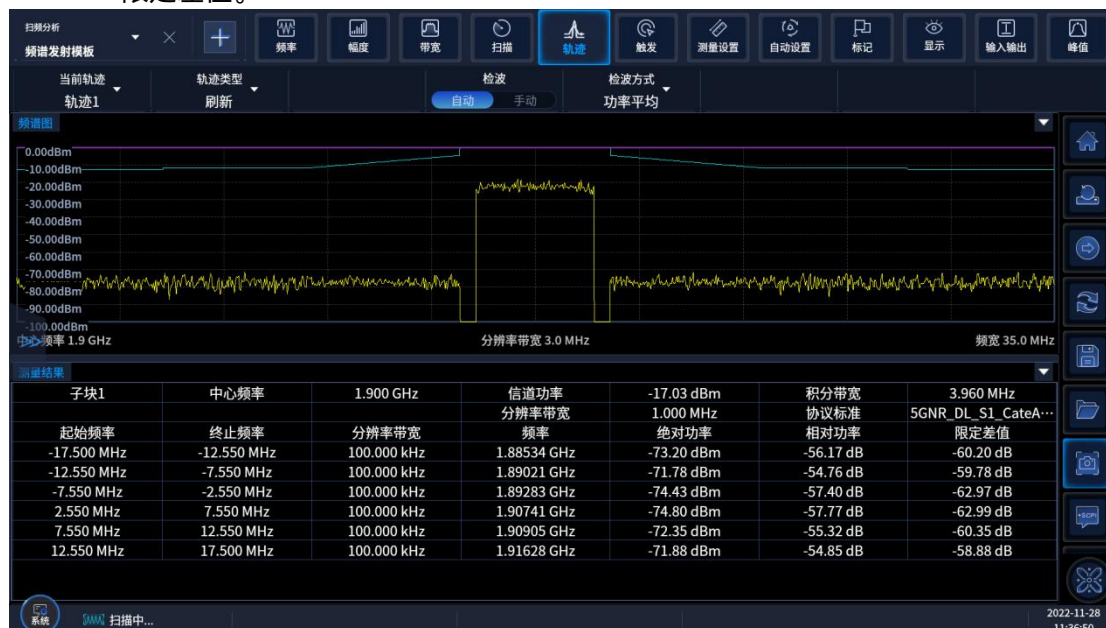 限定差值。
扫频分析
频谱发射模板
频率 幅度 带宽 扫描 轨迹 触发 测量设置 自动设置 标记 显示 输入输出 峰值
当前轨迹 轨迹类型 检波 检波方式
轨迹1 刷新 自动 手动 功率平均
频谱图
0.00dBm
-10.00dBm
-20.00dBm
-30.00dBm
-40.00dBm
-50.00dBm
-60.00dBm
-70.00dBm
-80.00dBm
-90.00dBm
-100.00dBm
中心频率 1.9 GHz 分辨率带宽 3.0 MHz 频宽 35.0 MHz
测量结果
子块1 中心频率 1.900 GHz 信道功率 -17.03 dBm 积分带宽 3.960 MHz
分辨率带宽 1.000 MHz 协议标准 5GNR_DL_S1_CateA…
起始频率 终止频率 分辨率带宽 频率 绝对功率 相对功率 限定差值
-17.500 MHz -12.550 MHz 100.000 kHz 1.88534 GHz -73.20 dBm -56.17 dB -60.20 dB
-12.550 MHz -7.550 MHz 100.000 kHz 1.89021 GHz -71.78 dBm -54.76 dB -59.78 dB
-7.550 MHz -2.550 MHz 100.000 kHz 1.89283 GHz -74.43 dBm -57.40 dB -62.97 dB
2.550 MHz 7.550 MHz 100.000 kHz 1.90741 GHz -74.80 dBm -57.77 dB -62.99 dB
7.550 MHz 12.550 MHz 100.000 kHz 1.90905 GHz -72.35 dBm -55.32 dB -60.35 dB
12.550 MHz 17.500 MHz 100.000 kHz 1.91628 GHz -71.88 dBm -54.85 dB -58.88 dB
•SCPI
系统 扫描中... 2022-11-28
11:36:50